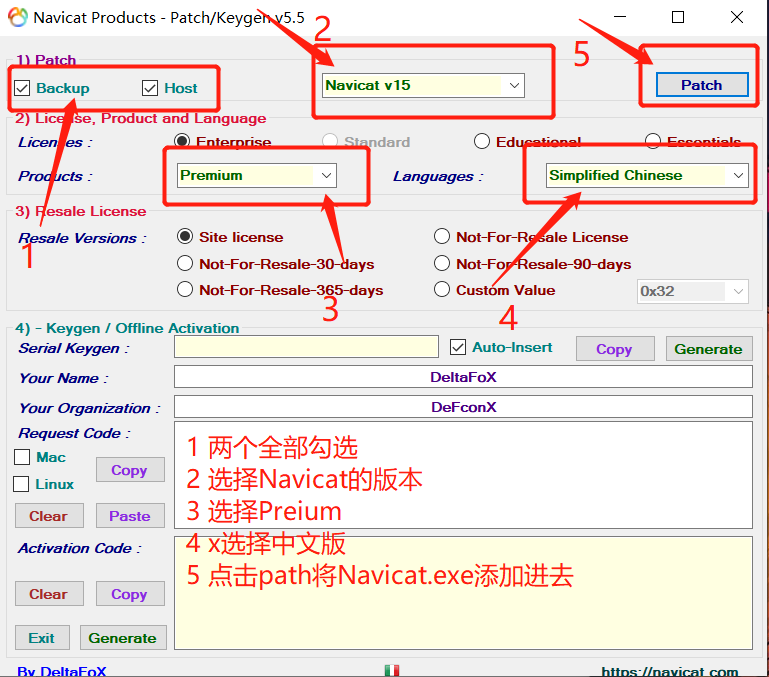 Navicat Products - Patch/Keygen v5.5
2
5
1) Patch
Backup Host Navicat v15 Patch
2) License, Product and Language
Licenses : Enterprise Standard Educational Essentials
Products : Premium Languages : Simplified Chinese
3) Resale License
Resale Versions : Site license Not-For-Resale License
1
Not-For-Resale-30-days Not-For-Resale-90-days
Not-For-Resale-365-days Custom Value 0x32
3
4
4) - Keygen / Offline Activation
Serial Keygen : Auto-Insert Copy Generate
Your Name : DeltaFoX
Your Organization : DeFconX
Request Code :
Mac
Linux
Copy
Clear Paste
1 两个全部勾选
2 选择Navicat的版本
3 选择Preium
4 x选择中文版
5 点击path将Navicat.exe添加进去
Activation Code :
Clear Copy
Exit Generate
By DeltaFoX https://navicat.com